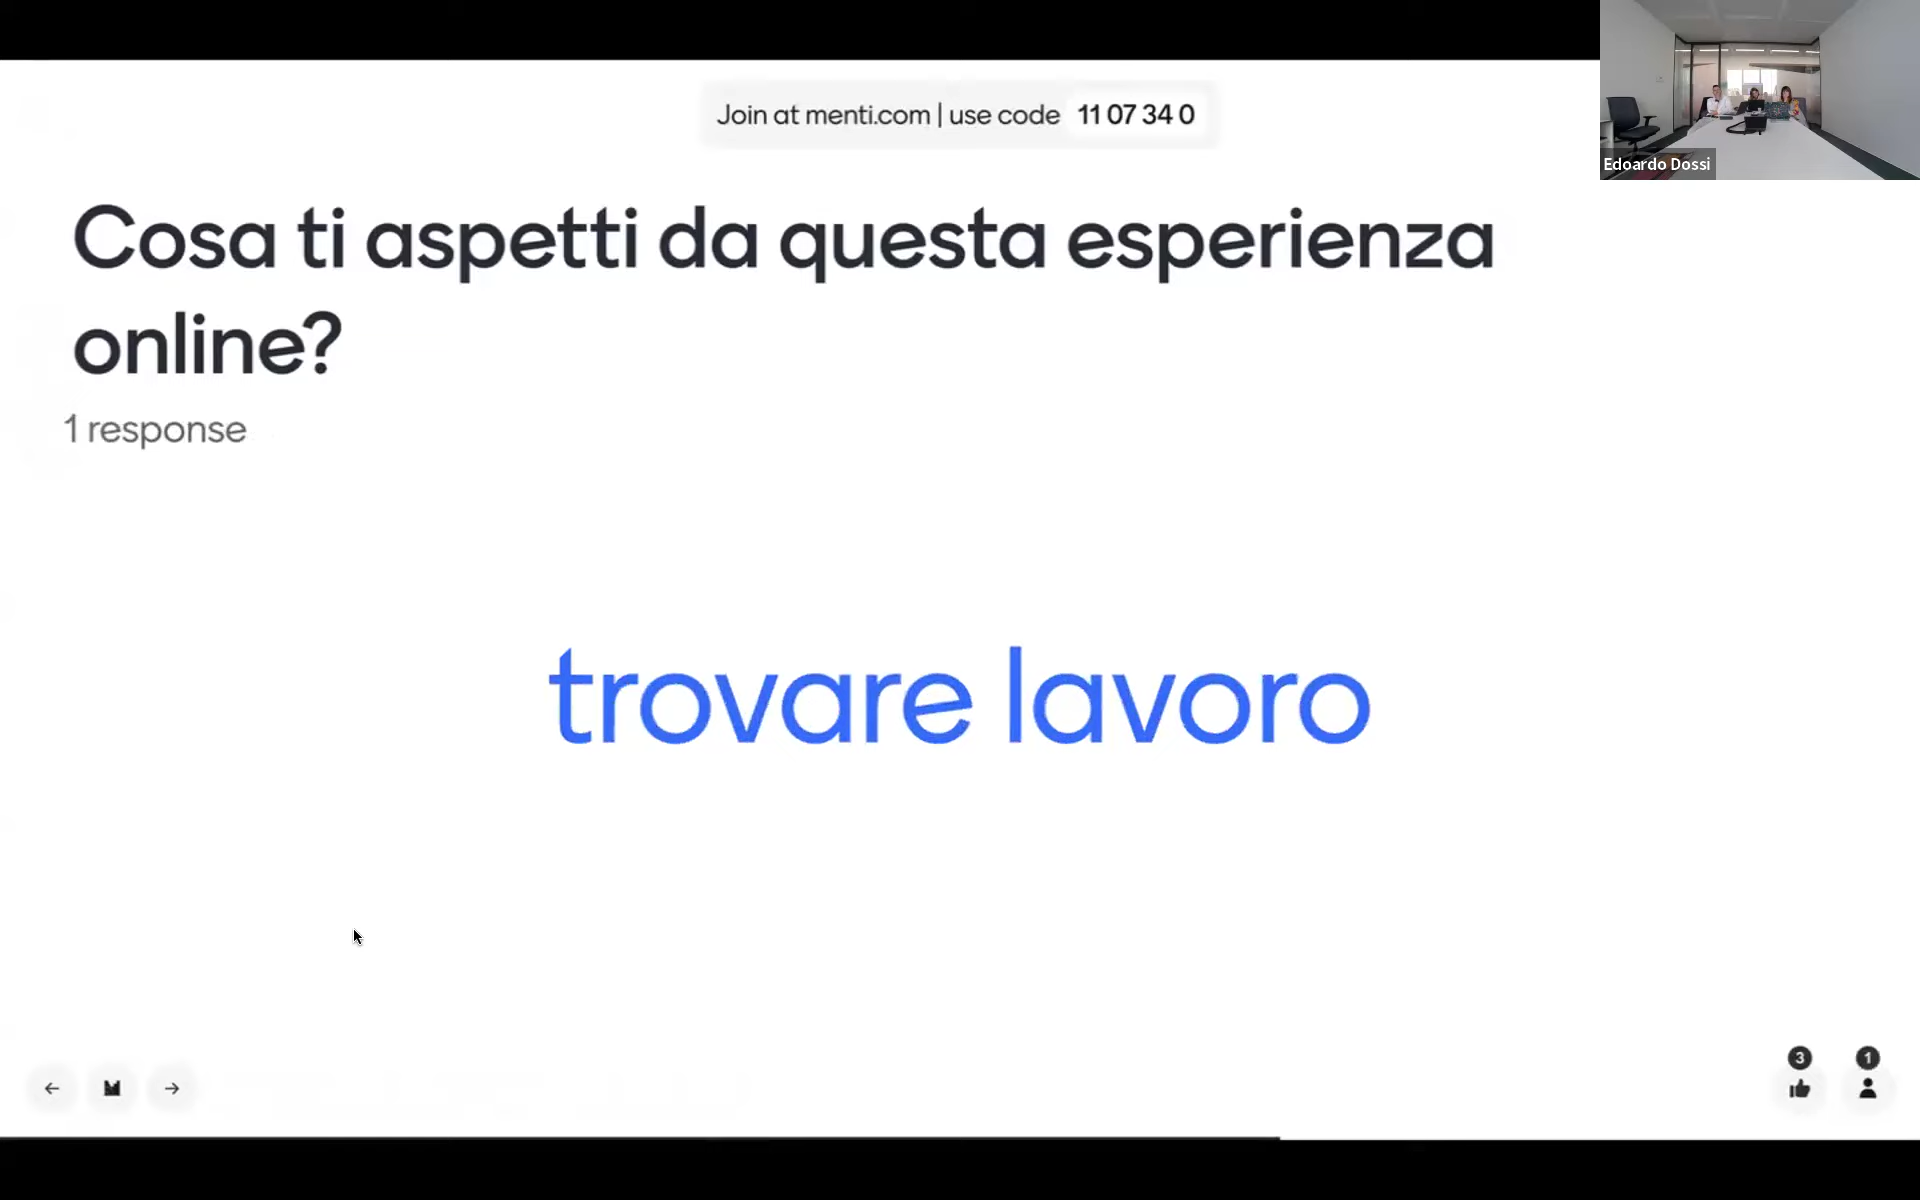 Join at menti.com | use code 11 07 34 0
Edoardo Dossi
Cosa ti aspetti da questa esperienza
online?
1 response
trovare lavoro
3
1